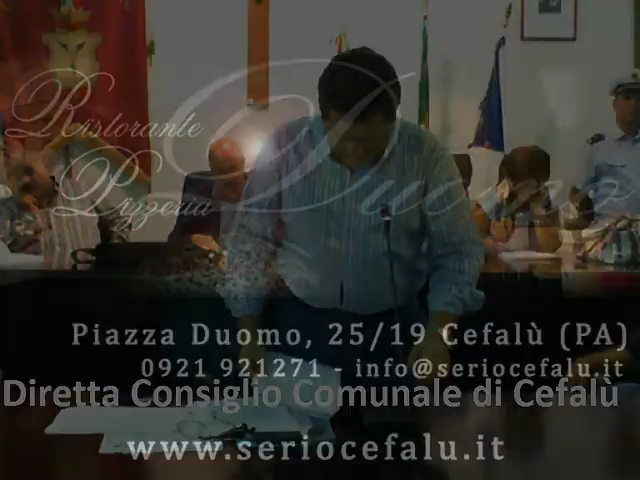 Ristorante
Pizzeria Duomo
Piazza Duomo, 25/19 Cefalù (PA)
0921 921271 - info@seriocefalu.it
Diretta Consiglio Comunale di Cefalù
www.seriocefalu.it